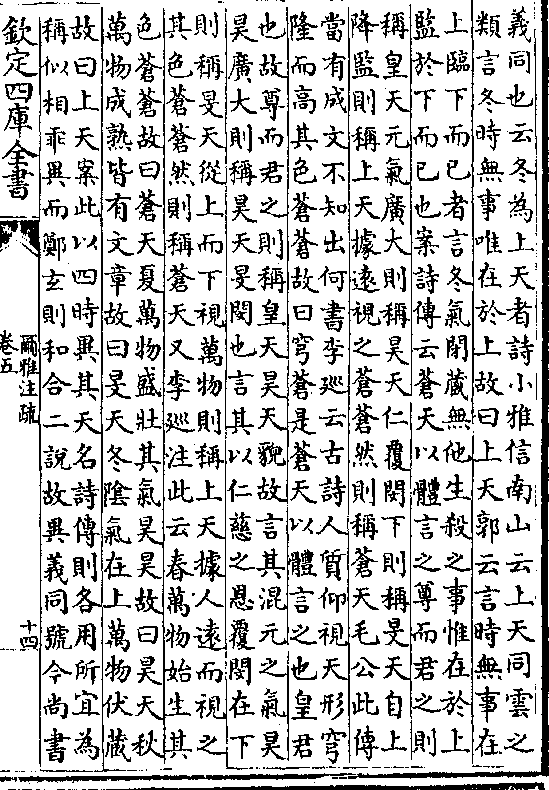 義同也云冬為上天者詩小雅信南山云上天同雲之
類言冬時無事唯在於上故曰上天郭云言時無事在
上臨下而已者言冬氣閉藏無他生殺之事惟在於上
監於下而已也案詩傳云蒼天以體言之尊而君之則
稱皇天元氣廣大則稱昊天仁覆閔下則稱旻天自上
降監則稱上天據遠視之蒼蒼然則稱蒼天毛公此傳
當有成文不知出何書李巡云古詩人質仰視天形穹
隆而高其色蒼蒼故曰穹蒼是蒼天以體言之也皇君
也故尊而君之則稱皇天昊天貌故言其混元之氣昊
昊廣大則稱昊天旻閔也言其以仁慈之恩覆閔在下
則稱旻天從上而下視萬物則稱上天據人遠而視之
其色蒼蒼然則稱蒼天又李巡注此云春萬物始生其
色蒼蒼故曰蒼天夏萬物盛壯其氣昊昊故曰昊天秋
萬物成熟皆有文章故曰旻天冬陰氣在上萬物伏藏
故曰上天案此以四時異其天名詩傳則各用所宜為
稱似相乖異而鄭玄則和合二說故異義同號今尚書
欽定四庫全書
爾雅注疏
卷五
十四